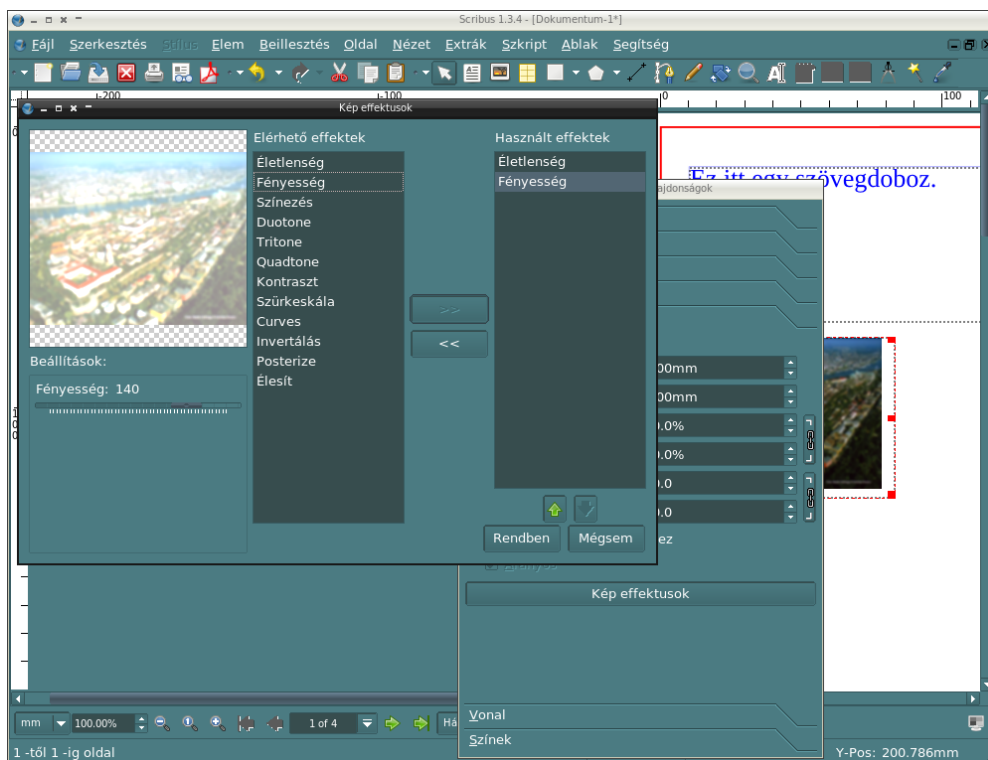 Scribus 1.3.4 - [Dokumentum-1*]
Fájl Szerkesztés Stílus Elem Beillesztés Oldal Nézet Extrák Szkript Ablak Segítség
-200 -100 0 100
Kép effektusok
Elérhető effektek
Életlenség
Fényesség
Színezés
Duotone
Tritone
Quadtone
Kontraszt
Szürkeskála
Curves
Invertálás
Posterize
Élesít
>>
<<
Használt effektek
Életlenség
Fényesség
Beállítások:
Fényesség: 140
Rendben Mégsem
Ez itt egy szövegdoboz.
ajdonságok
00mm
00mm
0.0%
0.0%
0.0
0.0
ez
Kép effektusok
Vonal
Színek
mm 100.00% 1 of 4 Há
1 -től 1 -ig oldal
Y-Pos: 200.786mm